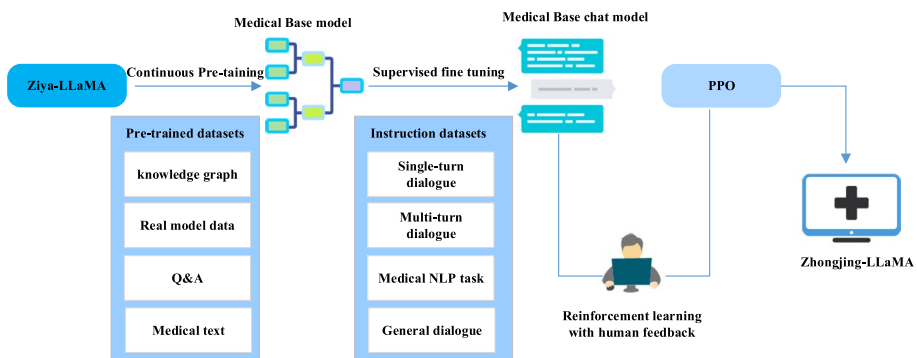 Medical Base model
Medical Base chat model
Ziya-LLaMA
Continuous Pre-taining
Supervised fine tuning
PPO
Pre-trained datasets
knowledge graph
Real model data
Q&A
Medical text
Instruction datasets
Single-turn
dialogue
Multi-turn
dialogue
Medical NLP task
General dialogue
Reinforcement learning
with human feedback
Zhongjing-LLaMA